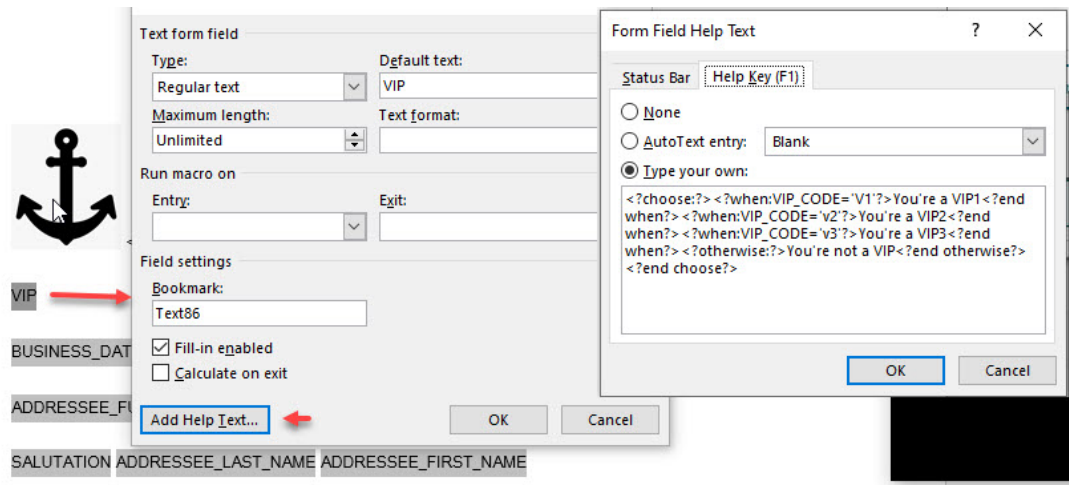 Text form field
Type:
Default text:
Regular text
VIP
Maximum length:
Text format:
Unlimited
Run macro on
Entry:
Exit:
Field settings
Bookmark:
Text86
Fill-in enabled
Calculate on exit
Add Help Text...
OK
Cancel
Form Field Help Text
?
Status Bar
Help Key (F1)
None
AutoText entry:
Blank
Type your own:
<?choose:?><?when:VIP_CODE='V1'?>You're a VIP1<?end
when?><?when:VIP_CODE='v2'?>You're a VIP2<?end
when?><?when:VIP_CODE='v3'?>You're a VIP3<?end
when?><?otherwise:?>You're not a VIP<?end otherwise?>
<?end choose?>
OK
Cancel
VIP
BUSINESS_DAT
ADDRESSEE_FU
SALUTATION ADDRESSEE_LAST_NAME ADDRESSEE_FIRST_NAME